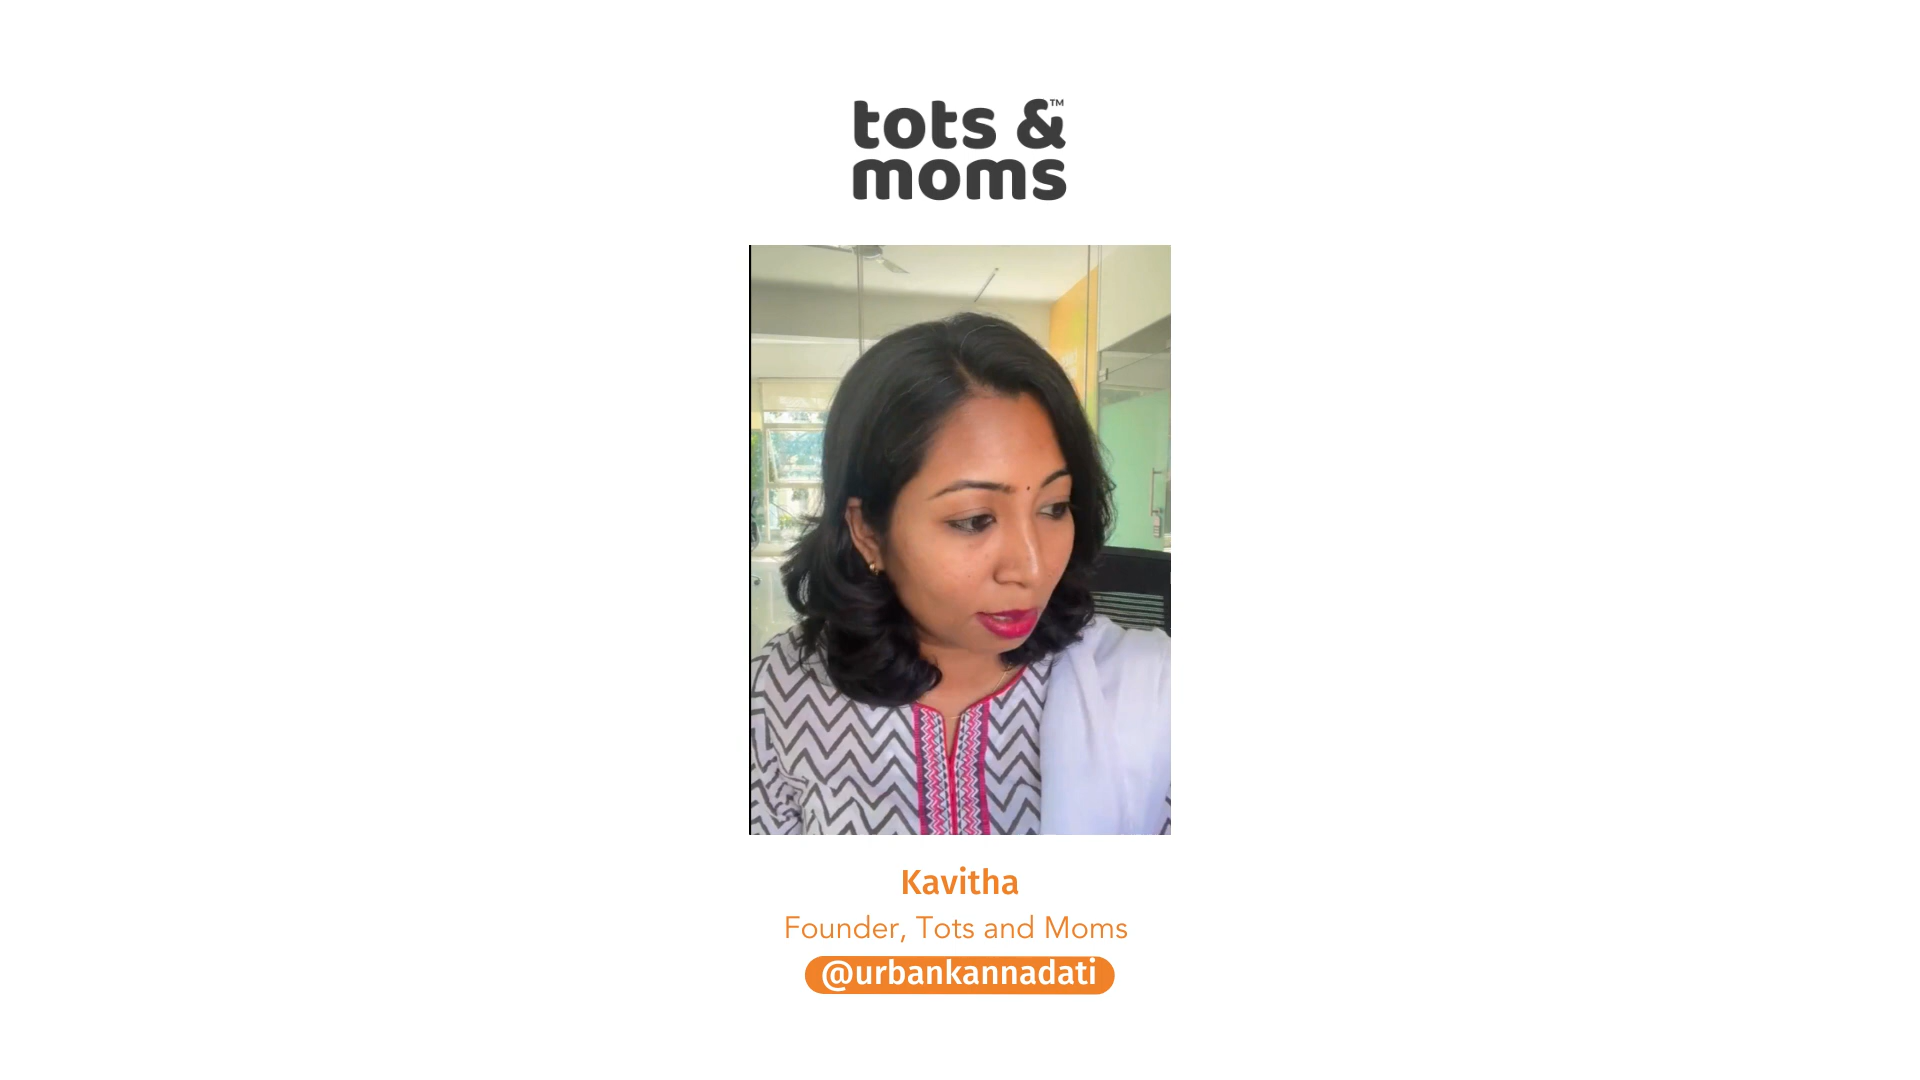 tots &™
moms
Kavitha
Founder, Tots and Moms
@urbankannadati